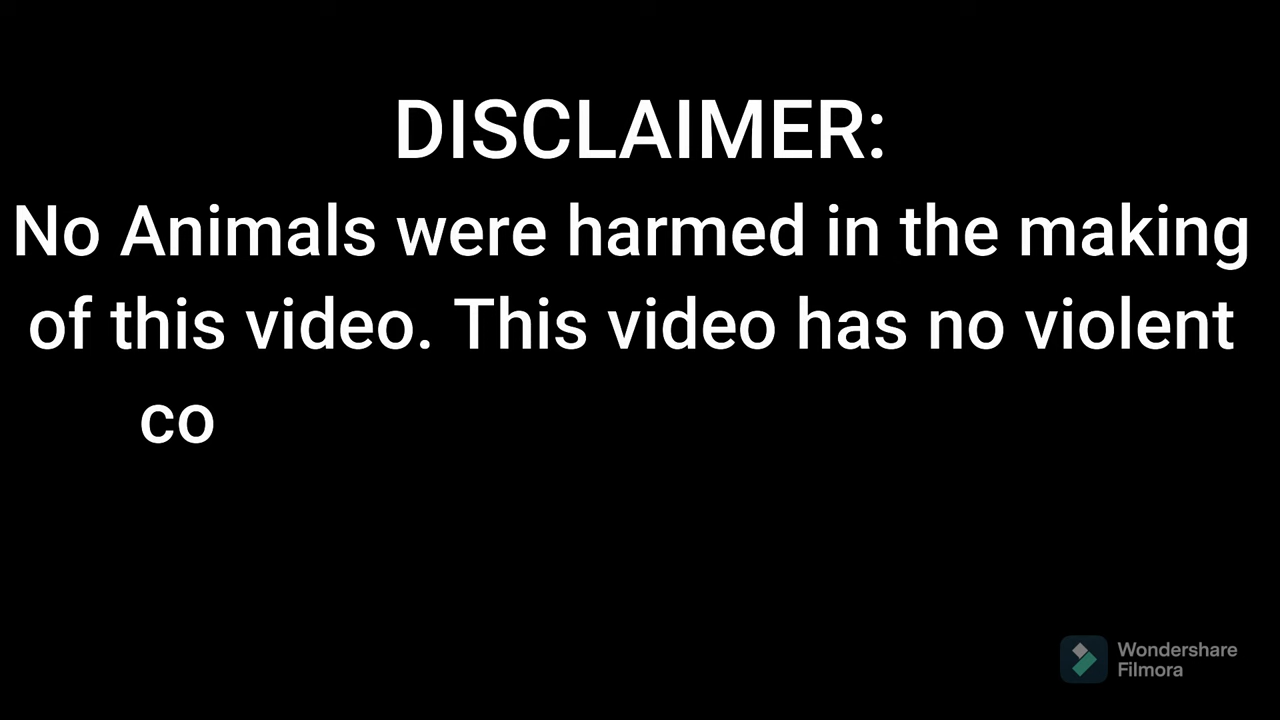 DISCLAIMER:
No Animals were harmed in the making
of this video. This video has no violent
co
Wondershare
Filmora